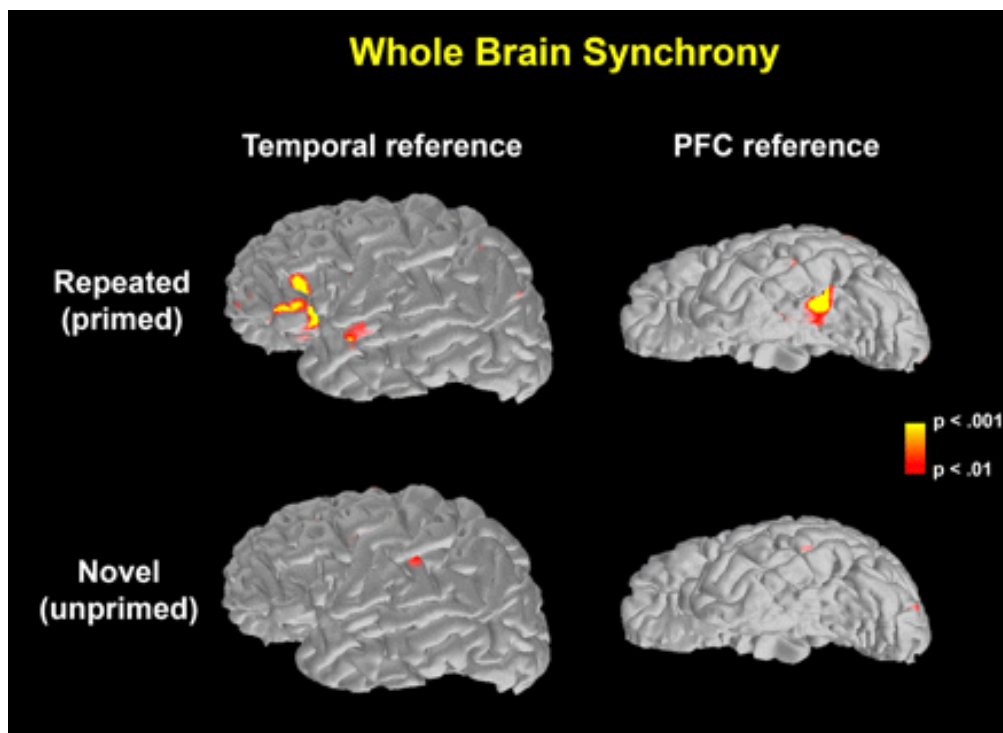 Whole Brain Synchrony
Temporal reference
PFC reference
Repeated
(primed)
p < .001
p < .01
Novel
(unprimed)